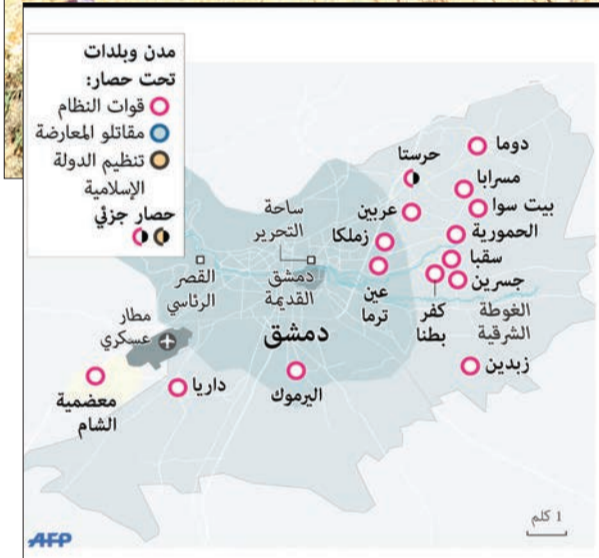 مدن وبلدات
تحت حصار:
قوات النظام
مقاتلو المعارضة
تنظيم الدولة
الإسلامية
حصار جزئي
دوما
حرستا
مسرابا
بيت سوا
عربين
الحمورية
زملكا
سقبا
جسرين
عين
ترما
كفر
بطنا
الغوطة
الشرقية
زبدين
ساحة
التحرير
دمشق
القديمة
القصر
الرئاسي
دمشق
مطار
عسكري
اليرموك
داريا
معضمية
الشام
1 كلم
AFP